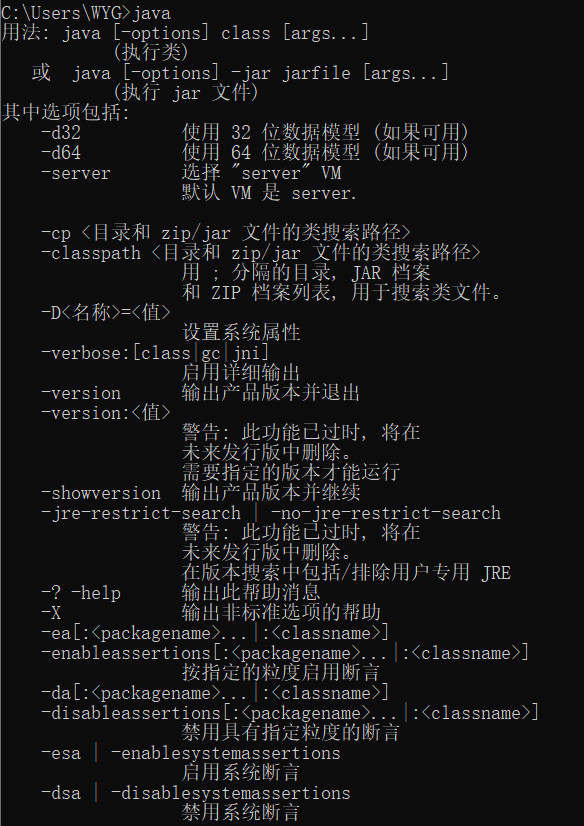 C:\Users\WYG>java
用法: java [-options] class [args...]
(执行类)
或 java [-options] -jar jarfile [args...]
(执行 jar 文件)
其中选项包括:
-d32 使用 32 位数据模型 (如果可用)
-d64 使用 64 位数据模型 (如果可用)
-server 选择 "server" VM
默认 VM 是 server.
-cp <目录和 zip/jar 文件的类搜索路径>
-classpath <目录和 zip/jar 文件的类搜索路径>
用 ; 分隔的目录, JAR 档案
和 ZIP 档案列表, 用于搜索类文件。
-D<名称>=<值>
设置系统属性
-verbose:[class|gc|jni]
启用详细输出
-version 输出产品版本并退出
-version:<值>
警告: 此功能已过时, 将在
未来发行版中删除。
需要指定的版本才能运行
-showversion 输出产品版本并继续
-jre-restrict-search | -no-jre-restrict-search
警告: 此功能已过时, 将在
未来发行版中删除。
在版本搜索中包括/排除用户专用 JRE
-? -help 输出此帮助消息
-X 输出非标准选项的帮助
-ea[:<packagename>...|:<classname>]
-enableassertions[:<packagename>...|:<classname>]
按指定的粒度启用断言
-da[:<packagename>...|:<classname>]
-disableassertions[:<packagename>...|:<classname>]
禁用具有指定粒度的断言
-esa | -enablesystemassertions
启用系统断言
-dsa | -disablesystemassertions
禁用系统断言